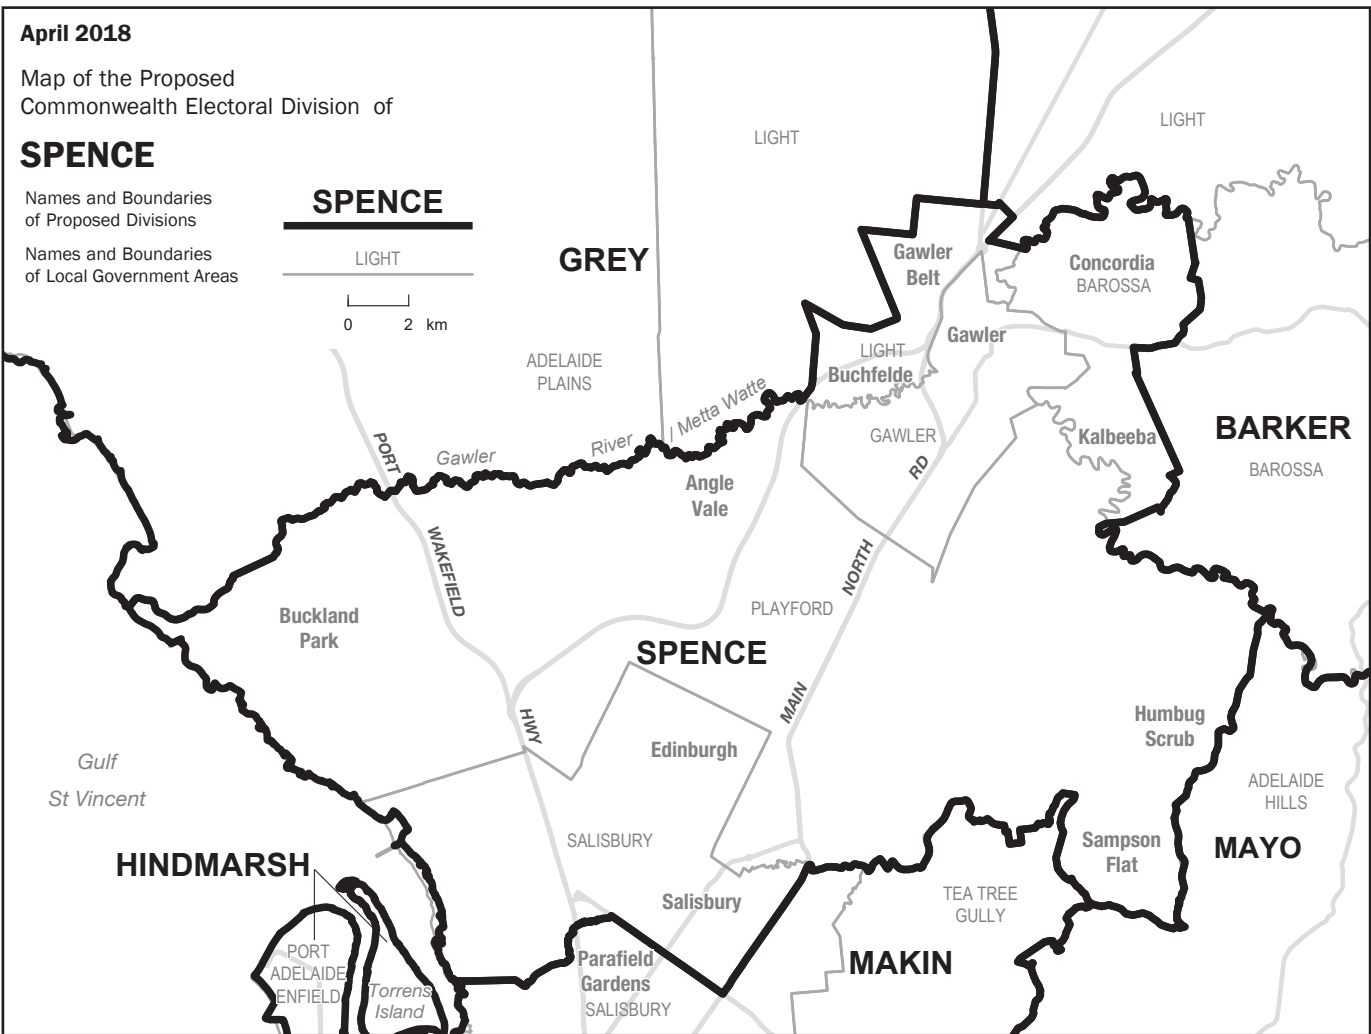 April 2018
Map of the Proposed
Commonwealth Electoral Division of
SPENCE
Names and Boundaries
of Proposed Divisions
SPENCE
Names and Boundaries
of Local Government Areas
LIGHT
0 2 km
LIGHT
LIGHT
GREY
Gawler
Belt
Concordia
BAROSSA
Gawler
ADELAIDE
PLAINS
LIGHT
Buchfelde
Gawler River / Metta Watte
PORT
WAKEFIELD
HWY
GAWLER
Kalbeeba
BARKER
BAROSSA
Angle
Vale
MAIN
NORTH
RD
Buckland
Park
PLAYFORD
SPENCE
Humbug
Scrub
Edinburgh
Gulf
St Vincent
ADELAIDE
HILLS
SALISBURY
Sampson
Flat
MAYO
HINDMARSH
Salisbury
TEA TREE
GULLY
PORT
ADELAIDE
ENFIELD
Torrens
Island
Parafield
Gardens
SALISBURY
MAKIN